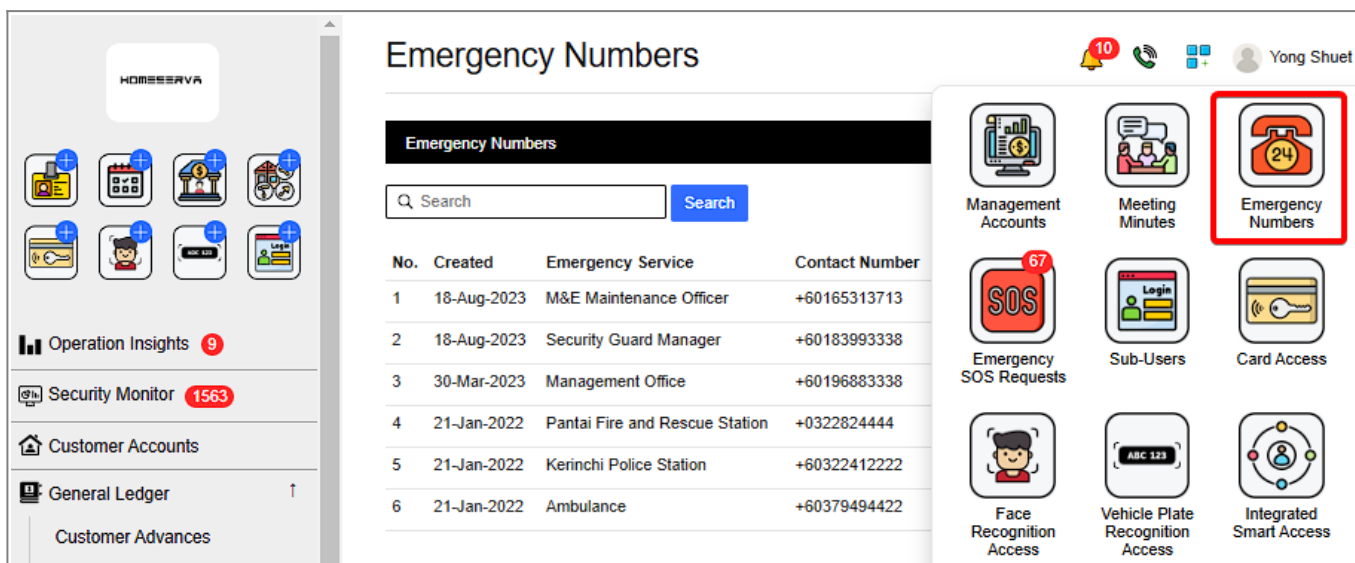 HOMESERVA
Login
ABC 123
Operation Insights 9
Security Monitor 1563
Customer Accounts
General Ledger ↑
Customer Advances
Emergency Numbers
10
Yong Shuet
Emergency Numbers
Search Search
No. Created Emergency Service Contact Number
1 18-Aug-2023 M&E Maintenance Officer +60165313713
2 18-Aug-2023 Security Guard Manager +60183993338
3 30-Mar-2023 Management Office +60196883338
4 21-Jan-2022 Pantai Fire and Rescue Station +0322824444
5 21-Jan-2022 Kerinchi Police Station +60322412222
6 21-Jan-2022 Ambulance +60379494422
24
Management
Accounts
Meeting
Minutes
Emergency
Numbers
67
SOS
Login
Emergency
SOS Requests
Sub-Users
Card Access
ABC 123
Face
Recognition
Access
Vehicle Plate
Recognition
Access
Integrated
Smart Access